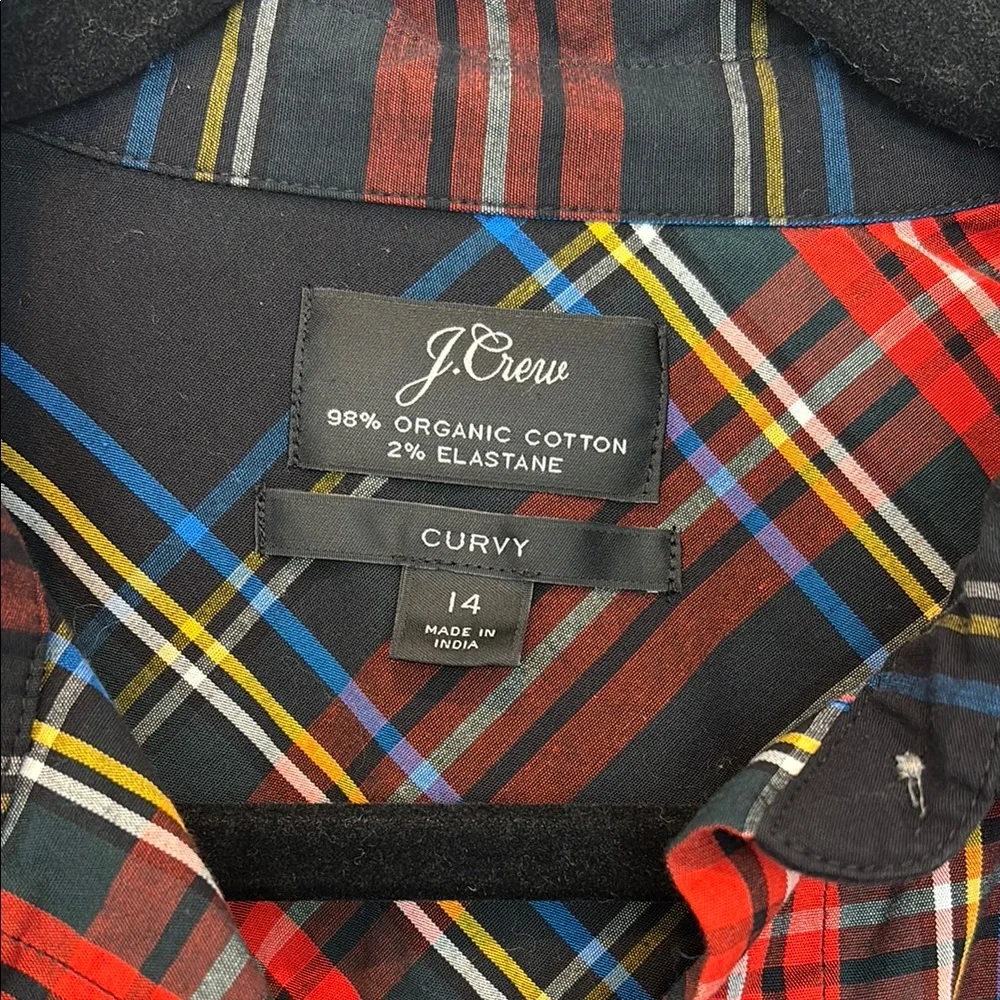 J.Crew
98% ORGANIC COTTON
2% ELASTANE
CURVY
14
MADE IN
INDIA